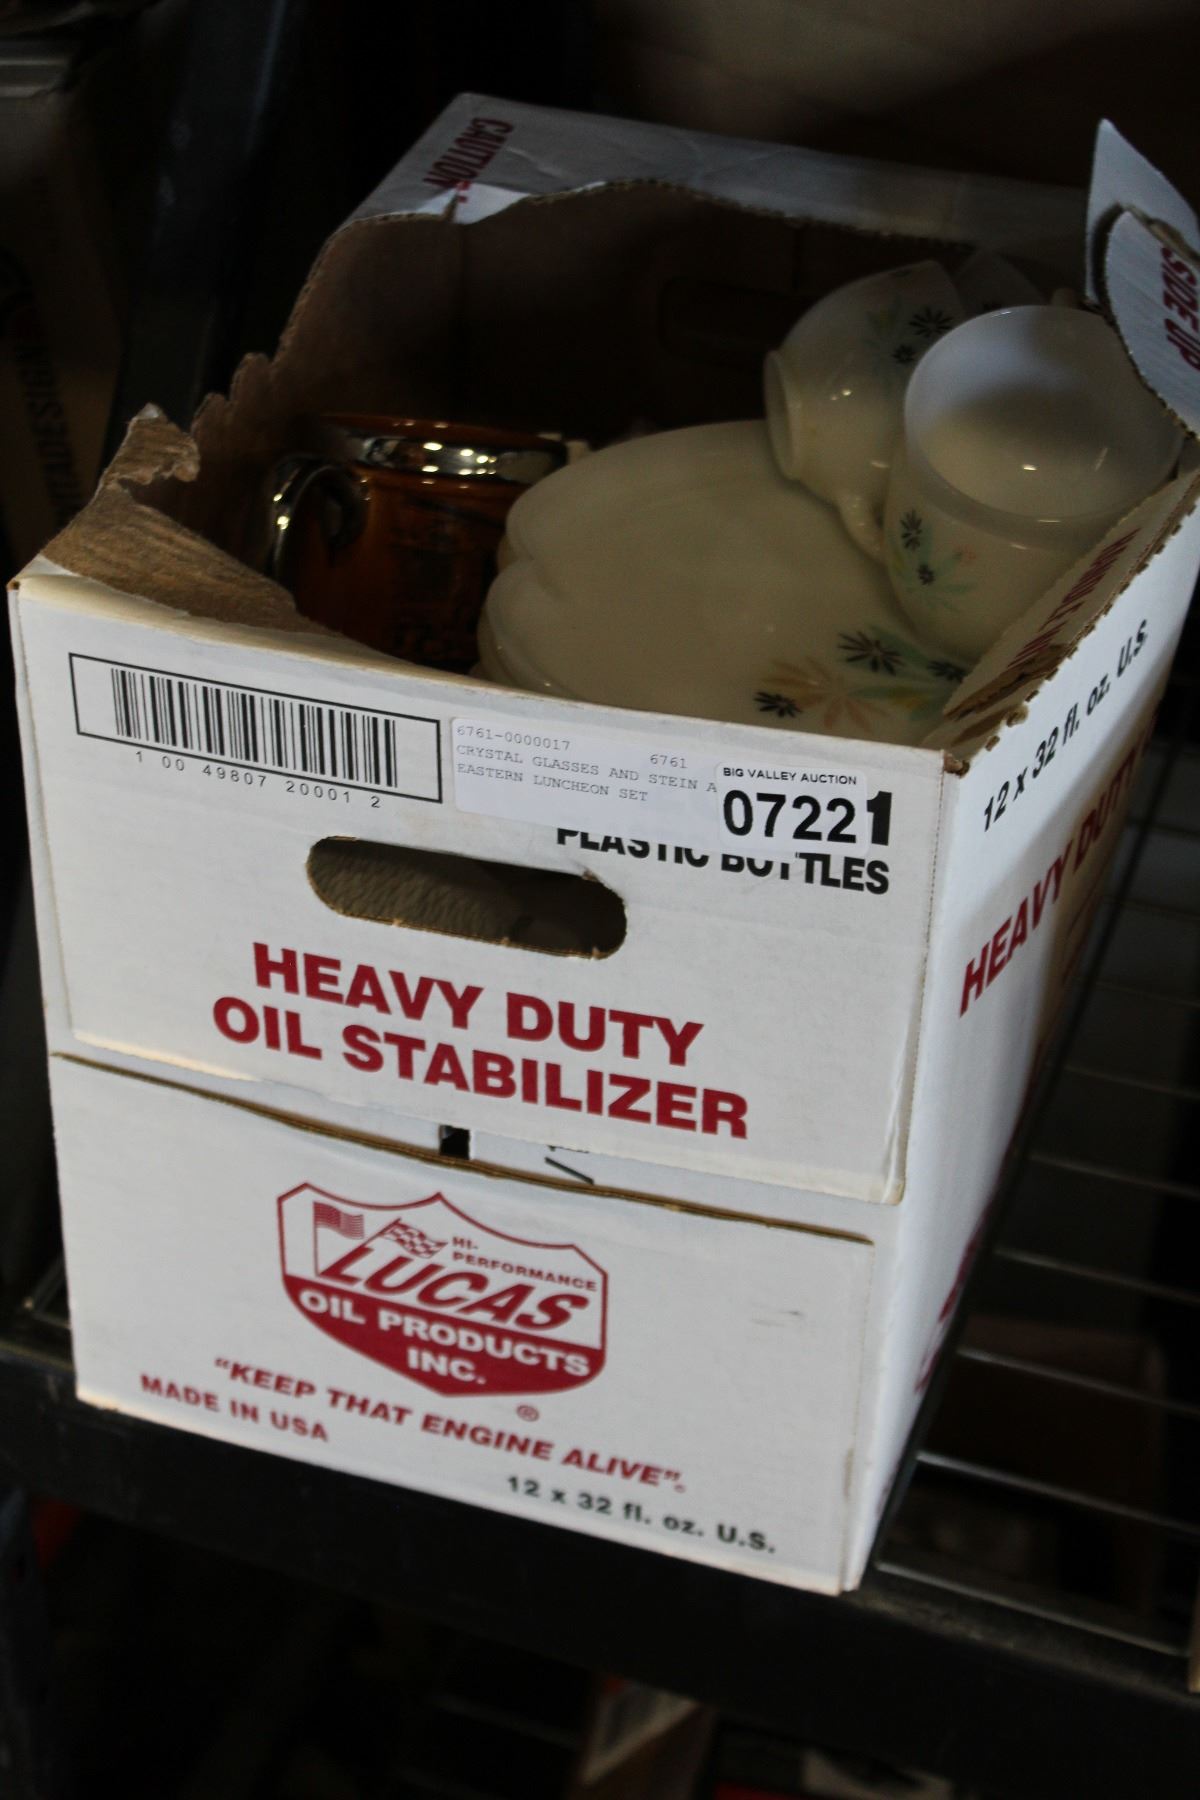 CAUTION
SIDE UP
1 00 49807 20001 2
6761-0000017
6761
CRYSTAL GLASSES AND STEIN A
EASTERN LUNCHEON SET
BIG VALLEY AUCTION
07221
PLASTIC BOTTLES
HEAVY DUTY
OIL STABILIZER
HI-
PERFORMANCE
LUCAS
OIL PRODUCTS
INC.
®
"KEEP THAT ENGINE ALIVE"®
MADE IN USA
12 x 32 fl. oz. U.S.
12 x 32 fl. oz. U.S.
HEAVY DUTY